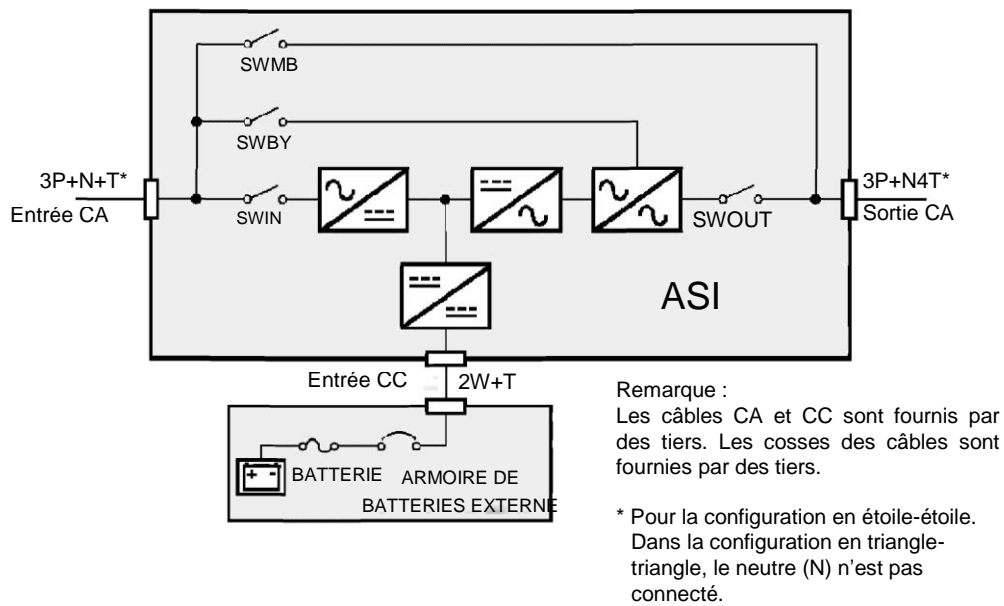 SWMB
SWBY
3P+N+T*
Entrée CA
SWIN
SWOUT
3P+N4T*
Sortie CA
ASI
Entrée CC
2W+T
BATTERIE
ARMOIRE DE
BATTERIES EXTERNE
Remarque :
Les câbles CA et CC sont fournis par
des tiers. Les cosses des câbles sont
fournies par des tiers.
* Pour la configuration en étoile-étoile.
Dans la configuration en triangle-
triangle, le neutre (N) n’est pas
connecté.